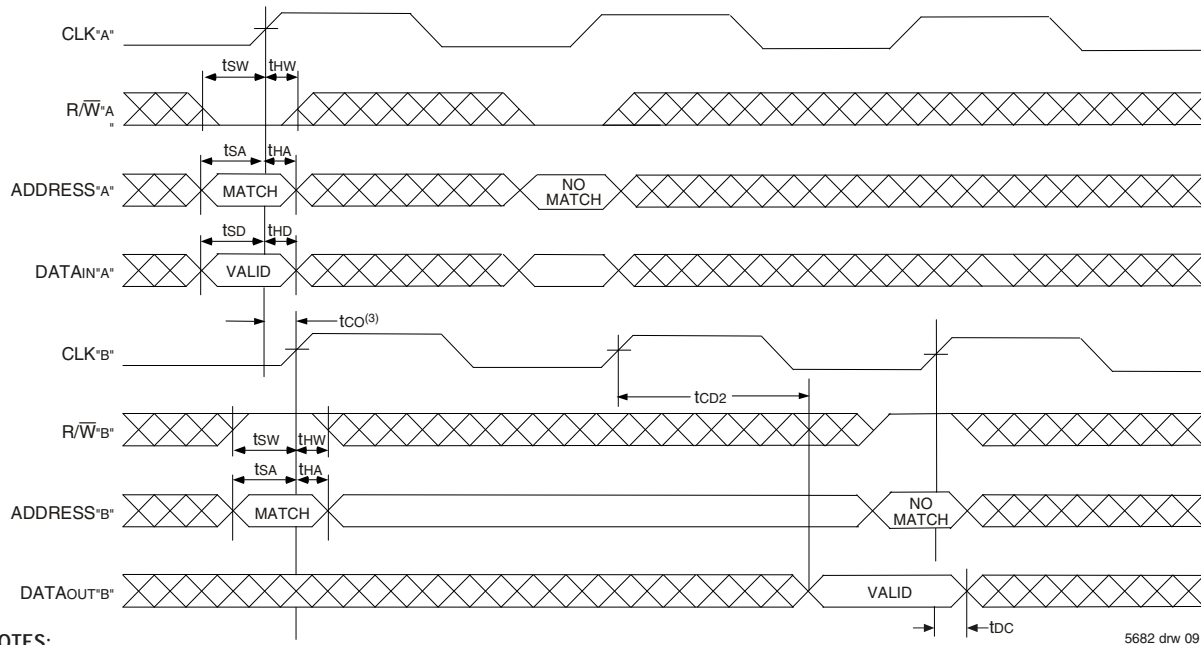 CLK"A"
tSW tHW
R/W"A
"
tSA tHA
ADDRESS"A"
MATCH
NO
MATCH
tSD tHD
DATAIN"A"
VALID
tCO(3)
CLK"B"
tCD2
R/W"B"
tSW tHW
tSA tHA
ADDRESS"B"
MATCH
NO
MATCH
DATAOUT"B"
VALID
tDC
OTES:
5682 drw 09